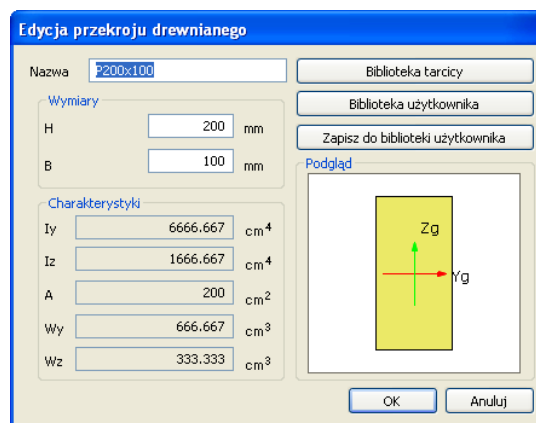 Edycja przekroju drewnianego
Nazwa P200x100
Biblioteka tarcicy
Biblioteka użytkownika
Zapisz do biblioteki użytkownika
Wymiary
H 200 mm
B 100 mm
Charakterystyki
Iy 6666.667 cm4
Iz 1666.667 cm4
A 200 cm2
Wy 666.667 cm3
Wz 333.333 cm3
Podgląd
Zg
Yg
OK
Anuluj